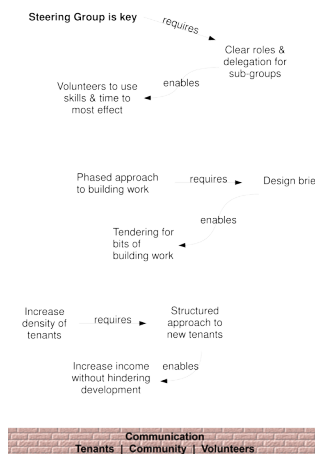 Steering Group is key
requires
Clear roles &
delegation for
sub-groups
enables
Volunteers to use
skills & time to
most effect
Phased approach
to building work
requires
Design brie
enables
Tendering for
bits of
building work
Increase
density of
tenants
requires
Structured
approach to
new tenants
enables
Increase income
without hindering
development
Communication
Tenants | Community | Volunteers